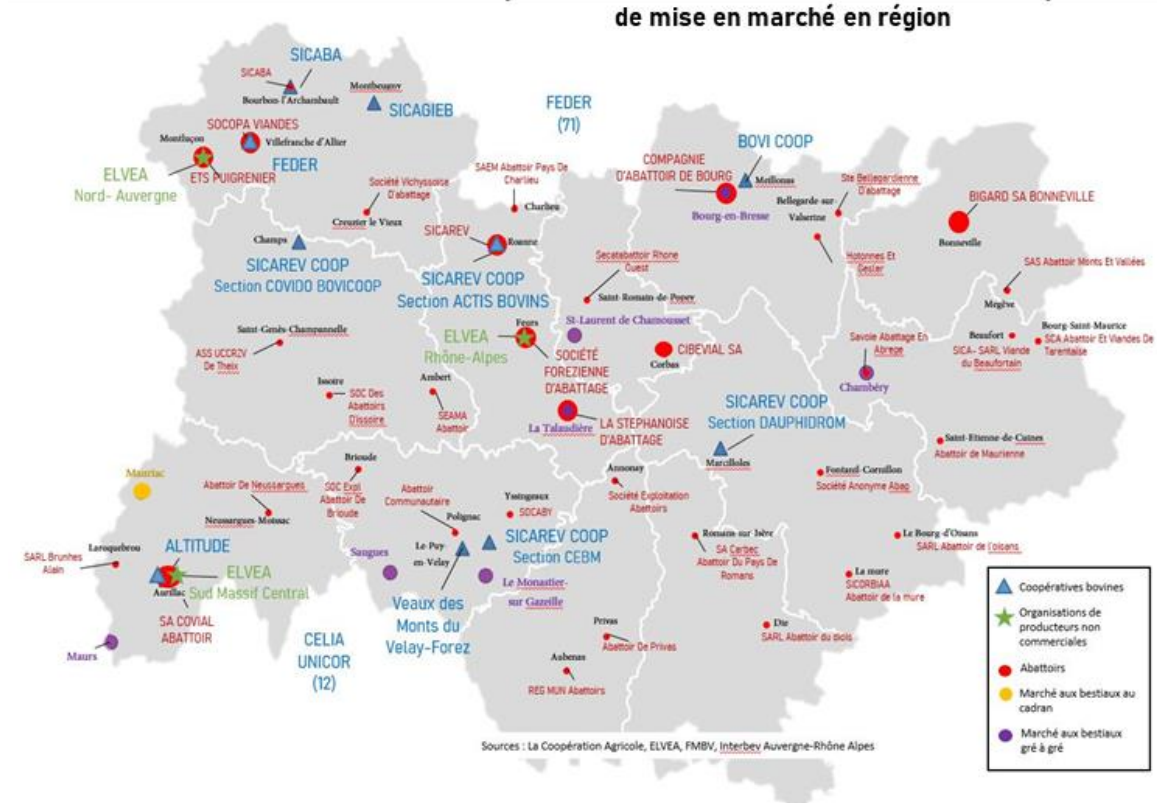 de mise en marché en région
SICABA
SICABA
Bourbon-l'Archambault
Montbeugny
SICAGIEB
FEDER
(71)
SOCOPA VIANDES
Montluçon
Villefranche d'Allier
FEDER
ETS PUIGRENIER
ELVEA
Nord- Auvergne
Société Vichyssoise
D'abattage
Creuzier le Vieux
SAEM Abattoir Pays De
Charlieu
Charlieu
COMPAGNIE
D'ABATTOIR DE BOURG
BOVI COOP
Meillonas
Bourg-en-Bresse
Ste Bellegardienne
D'abattage
Bellegarde-sur-
Valserine
Hotonnes Et
Gesler
BIGARD SA BONNEVILLE
Bonneville
SAS Abattoir Monts Et Vallées
Megève
Champs
SICAREV COOP
Section COVIDO BOVICOOP
SICAREV
Roanne
SICAREV COOP
Section ACTIS BOVINS
Secatabattoir Rhone
Ouest
Saint-Romain-de-Popey
St-Laurent de Chamousset
ELVEA
Rhône-Alpes
Feurs
SOCIÉTÉ
FOREZIENNE
D'ABATTAGE
CIBEVIAL SA
Corbas
Savoie Abattage En
Abrege
Chambéry
Beaufort
SICA- SARL Viande
du Beaufortain
Bourg-Saint-Maurice
SCA Abattoir Et Viandes De
Tarentaise
Saint-Genès-Champannelle
ASS UCCRZV
De Theix
Issoire
SOC Des
Abattoirs
D'issoire
Ambert
SEAMA
Abattoir
La Talaudière
LA STEPHANOISE
D'ABATTAGE
SICAREV COOP
Section DAUPHIDROM
Marcilloles
Saint-Etienne-de Cuines
Abattoir de Maurienne
Fontanil-Cornillon
Société Anonyme Abag
Mauriac
Abattoir De Neussargues
Neussargues-Moissac
Brioude
SOC Expl
Abattoir De
Brioude
Abattoir
Communautaire
Polignac
Yssingeaux
SOCABY
Annonay
Société Exploitation
Abattoirs
Romans-sur-Isère
SA Carbec
Abattoir Du Pays De
Romans
Le Bourg d'Oisans
SARL Abattoir de l'oisans
Laroquebrou
SARL Brunhes
Alain
ALTITUDE
ELVEA
Sud Massif Central
Aurillac
SA COVIAL
ABATTOIR
Maurs
Saugues
Le-Puy-
en-Velay
SICAREV COOP
Section CEBM
Le Monastier-
sur Gazeille
Veaux des
Monts du
Velay-Forez
CELIA
UNICOR
(12)
La mure
SICORBIAA
Abattoir de la mure
Die
SARL Abattoir du diois
Privas
Abattoir De Privas
Aubenas
REG MUN Abattoirs
Coopératives bovines
Organisations de
producteurs non
commerciales
Abattoirs
Marché aux bestiaux au
cadran
Marché aux bestiaux
gré à gré
Sources : La Coopération Agricole, ELVEA, FMBV, Interbev Auvergne-Rhône Alpes